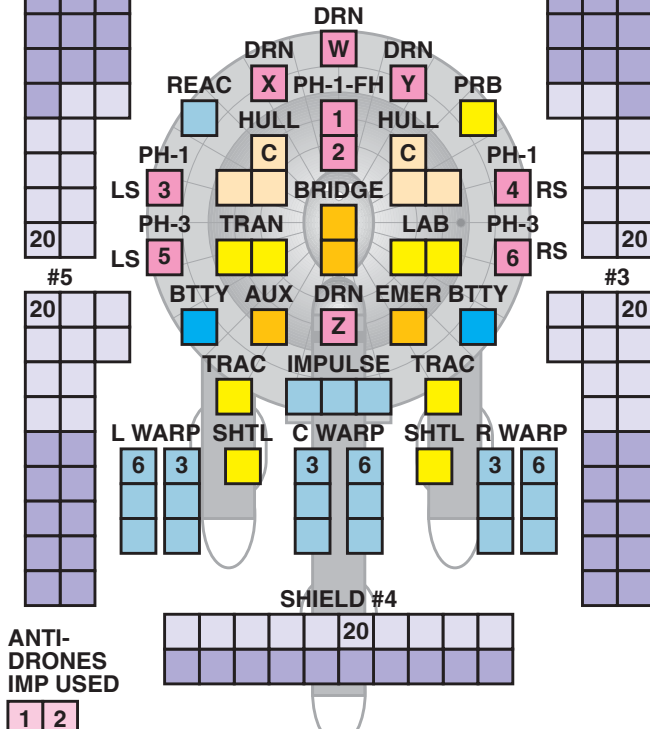 DRN
DRN W DRN
REAC X PH-1-FH Y PRB
HULL 1 HULL
PH-1 C 2 C PH-1
LS 3 BRIDGE 4 RS
PH-3 TRAN LAB PH-3
20 LS 5 6 RS 20
#5 #3
20 BTTY AUX DRN EMER BTTY 20
Z
TRAC IMPULSE TRAC
L WARP SHTL C WARP SHTL R WARP
6 3 3 6 3 6
SHIELD #4
20
ANTI-
DRONES
IMP USED
1 2